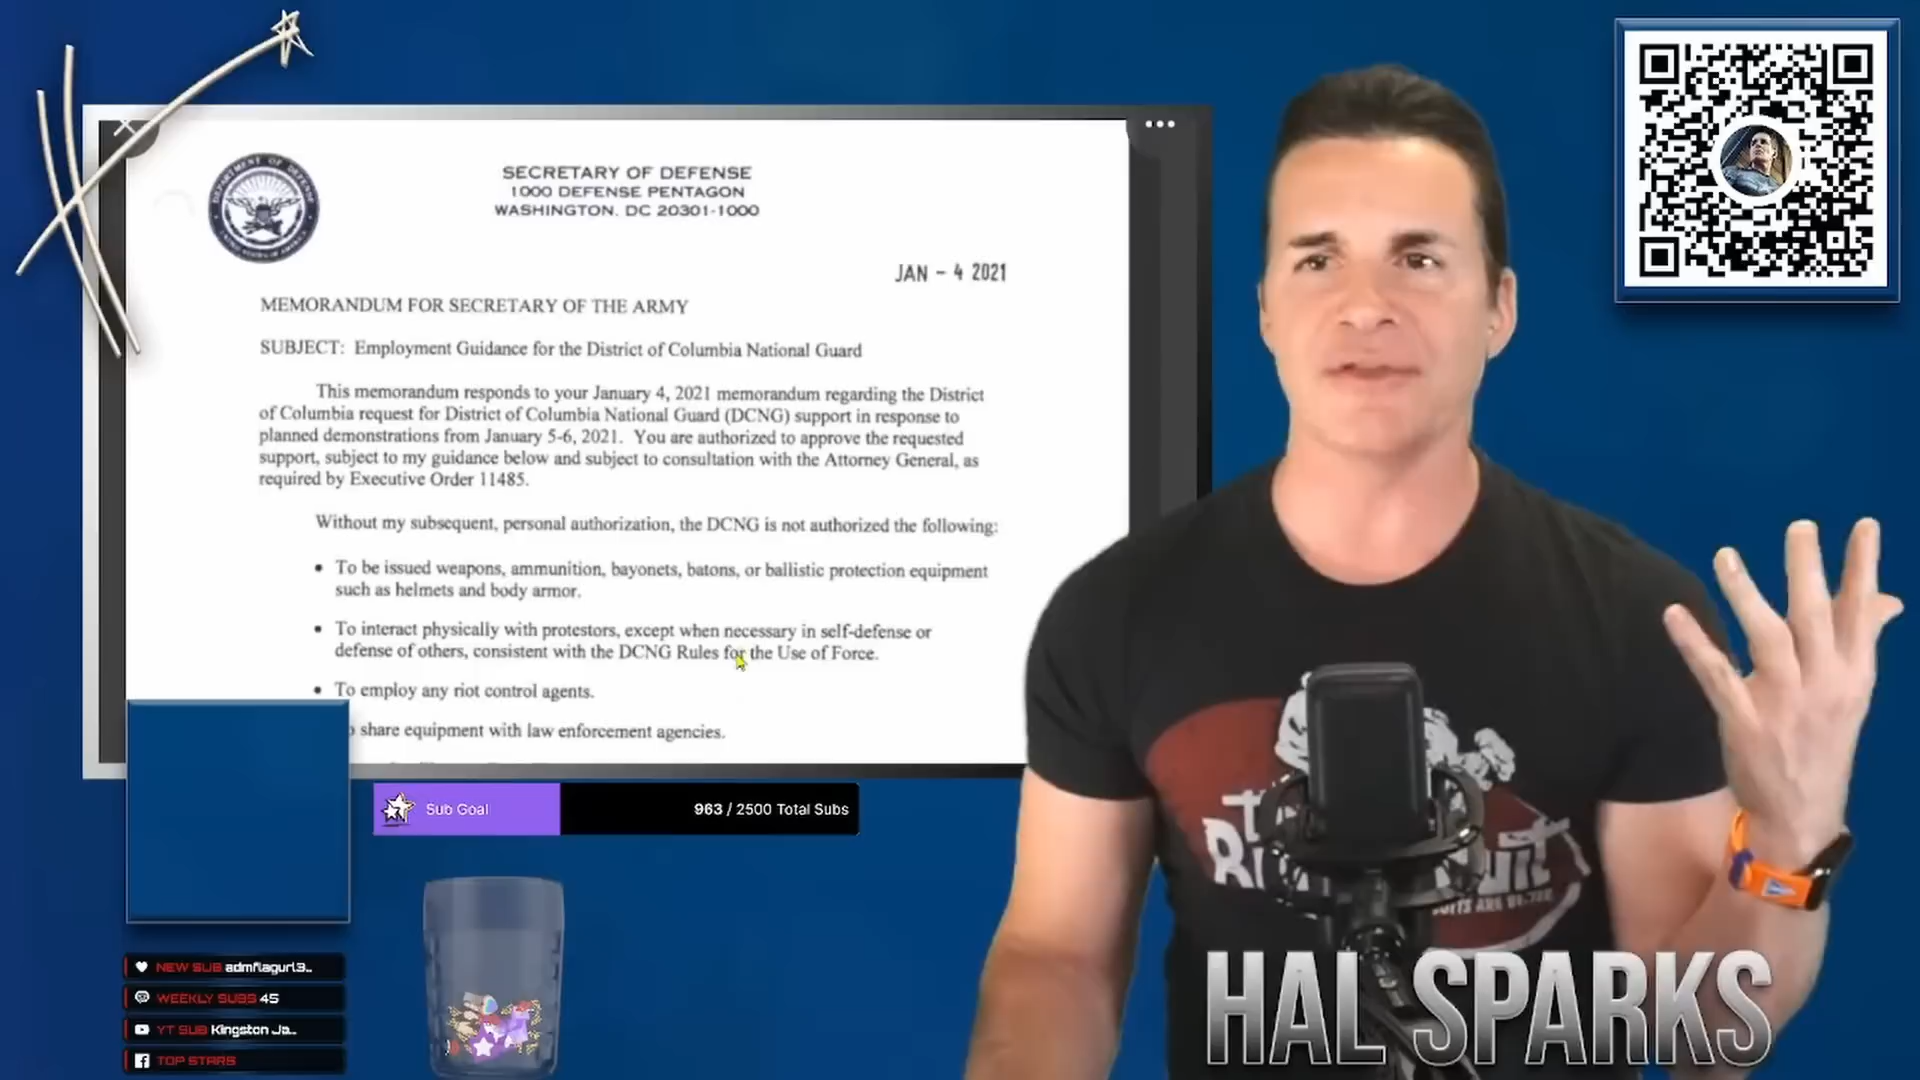 SECRETARY OF DEFENSE
1000 DEFENSE PENTAGON
WASHINGTON, DC 20301-1000
JAN - 4 2021
MEMORANDUM FOR SECRETARY OF THE ARMY
SUBJECT: Employment Guidance for the District of Columbia National Guard
This memorandum responds to your January 4, 2021 memorandum regarding the District
of Columbia request for District of Columbia National Guard (DCNG) support in response to
planned demonstrations from January 5-6, 2021. You are authorized to approve the requested
support, subject to my guidance below and subject to consultation with the Attorney General, as
required by Executive Order 11485.
Without my subsequent, personal authorization, the DCNG is not authorized the following:
• To be issued weapons, ammunition, bayonets, batons, or ballistic protection equipment
such as helmets and body armor.
• To interact physically with protestors, except when necessary in self-defense or
defense of others, consistent with the DCNG Rules for the Use of Force.
• To employ any riot control agents.
share equipment with law enforcement agencies.
Sub Goal 963 / 2500 Total Subs
NEW SUB admflagurl3..
WEEKLY SUBS 45
YT SUB Kingston Ja..
TOP STARS
HAL SPARKS